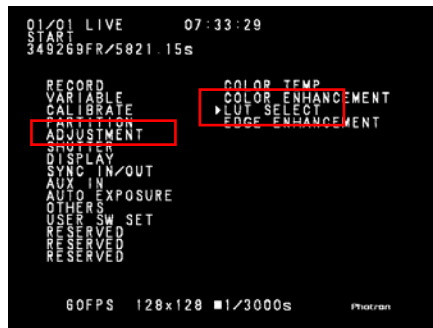 01/01 LIVE 07:33:29
START
349269FR/5821.15s
RECORD
VARIABLE
CALIBRATE
PARTITION
ADJUSTMENT
SHUTTER
DISPLAY
SYNC IN/OUT
AUX IN
AUTO EXPOSURE
OTHERS
USER SW SET
RESERVED
RESERVED
RESERVED
COLOR TEMP
COLOR ENHANCEMENT
▶LUT SELECT
EDGE ENHANCEMENT
60FPS 128x128 ■1/3000s
Photron